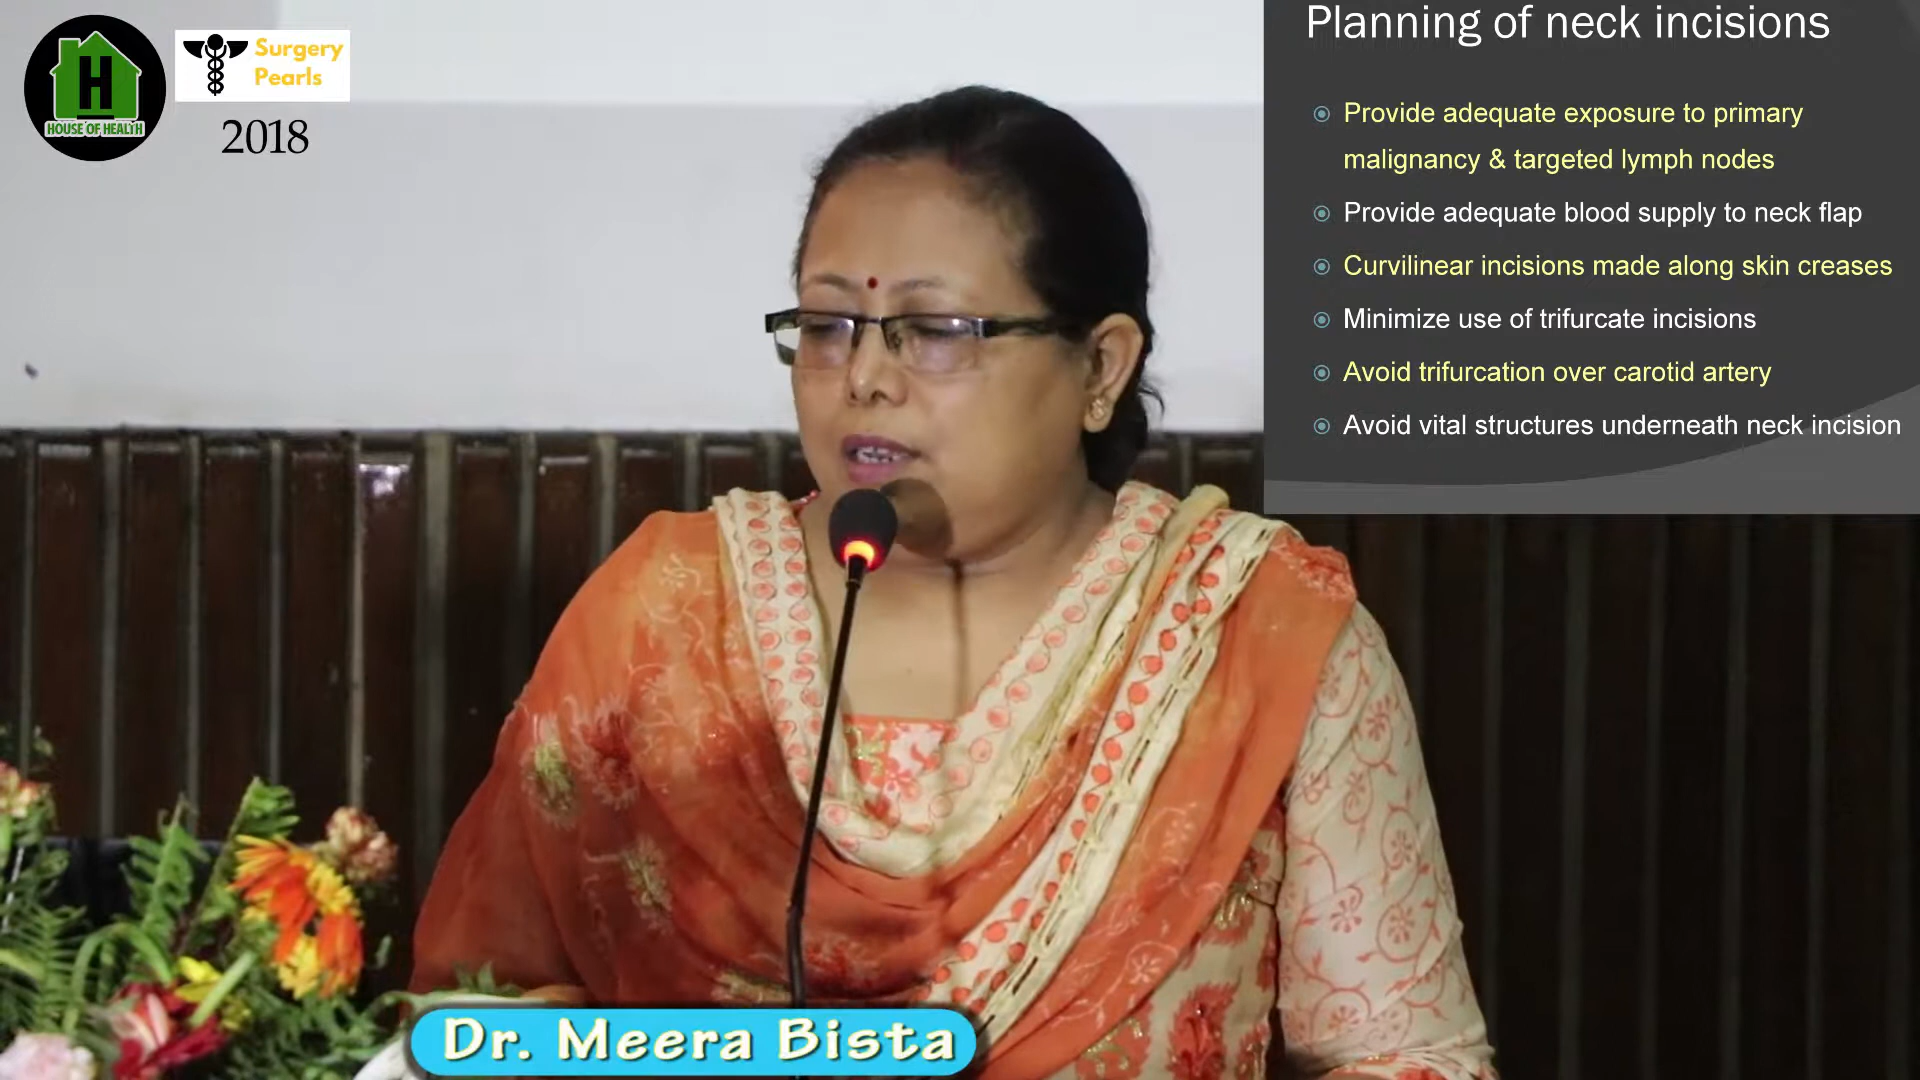 H
HOUSE OF HEALTH
Surgery
Pearls
2018
Planning of neck incisions
Provide adequate exposure to primary
malignancy & targeted lymph nodes
Provide adequate blood supply to neck flap
Curvilinear incisions made along skin creases
Minimize use of trifurcate incisions
Avoid trifurcation over carotid artery
Avoid vital structures underneath neck incision
Dr. Meera Bista